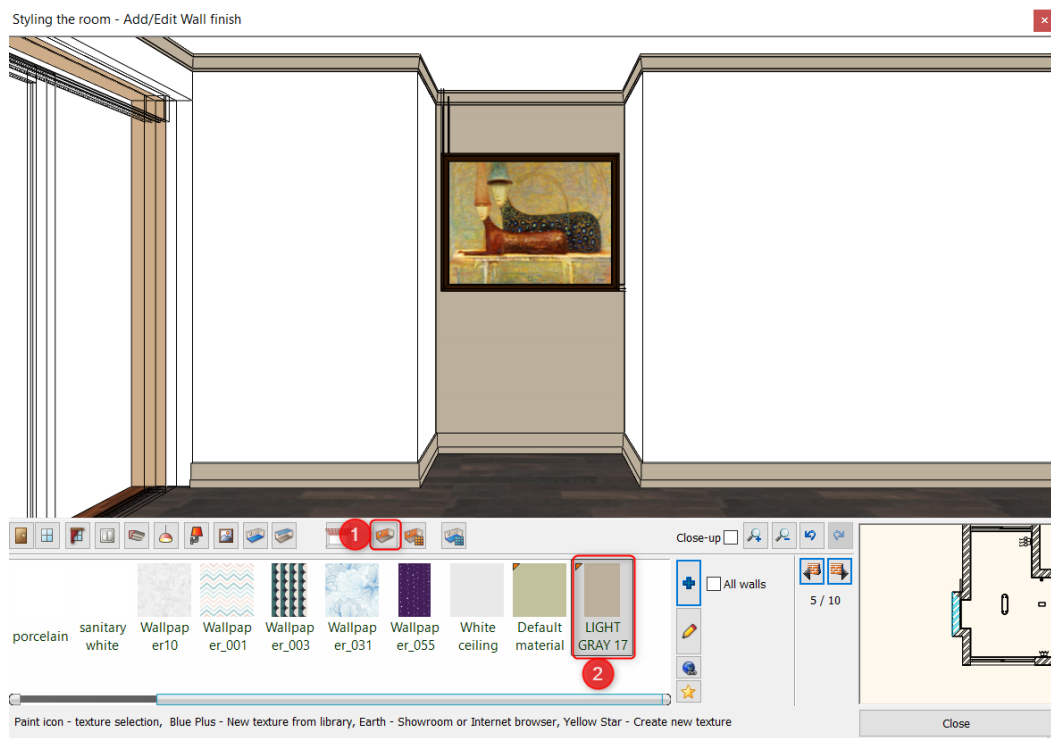 Styling the room - Add/Edit Wall finish
1
Close-up
porcelain
sanitary
white
Wallpap
er10
Wallpap
er_001
Wallpap
er_003
Wallpap
er_031
Wallpap
er_055
White
ceiling
Default
material
LIGHT
GRAY 17
2
All walls
5 / 10
Paint icon - texture selection, Blue Plus - New texture from library, Earth - Showroom or Internet browser, Yellow Star - Create new texture
Close